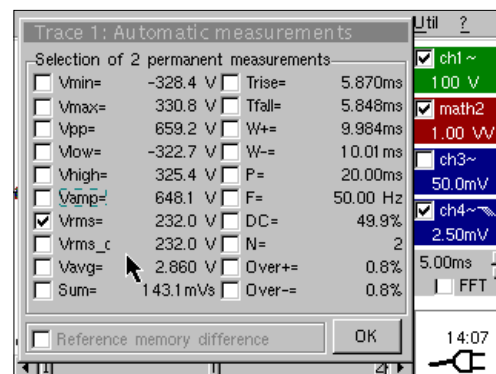 Trace 1: Automatic measurements
Util ?
Selection of 2 permanent measurements
Vmin= -328.4 V Trise= 5.870ms
Vmax= 330.8 V Tfall= 5.848ms
Vpp= 659.2 V W+= 9.984ms
Vlow= -322.7 V W-= 10.01ms
Vhigh= 325.4 V P= 20.00ms
Vamp= 648.1 V F= 50.00 Hz
Vrms= 232.0 V DC= 49.9%
Vrms_c 232.0 V N= 2
Vavg= 2.860 V Over+= 0.8%
Sum= 143.1mVs Over-= 0.8%
Reference memory difference
OK
ch1~
100 V
math2
1.00 VV
ch3~
50.0mV
ch4~
2.50mV
5.00ms
FFT
14:07